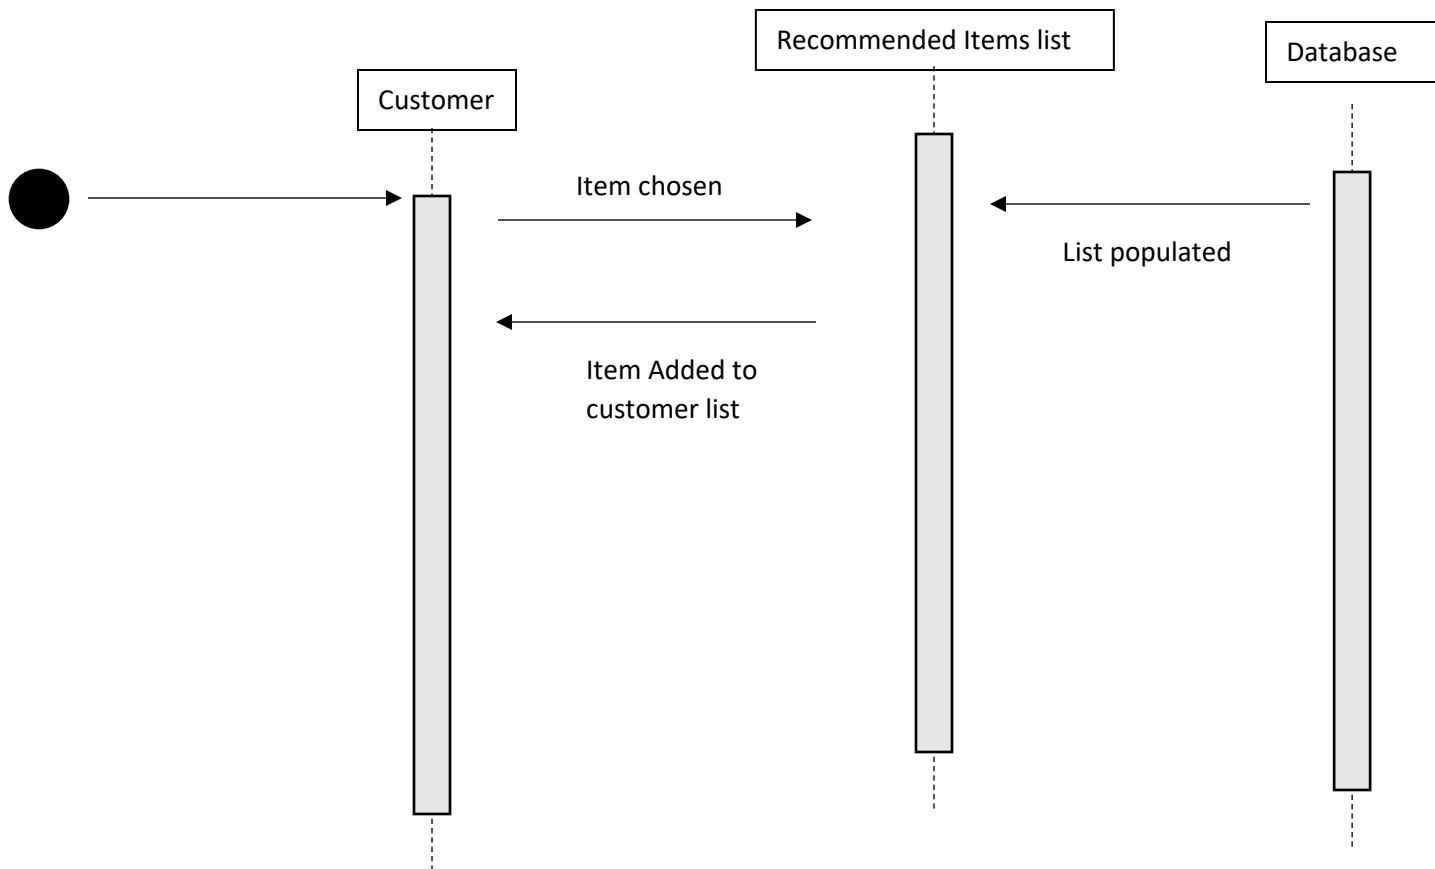 Recommended Items list
Database
Customer
Item chosen
List populated
Item Added to
customer list